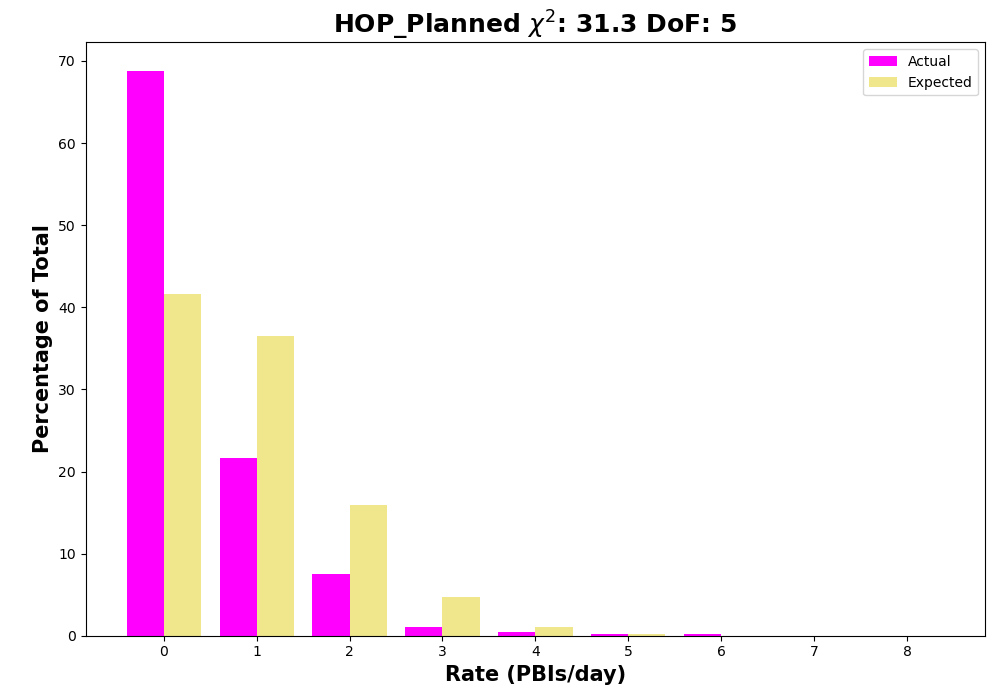 HOP_Planned χ²: 31.3 DoF: 5
Actual
Expected
70
60
50
40
30
20
10
0
Percentage of Total
0 1 2 3 4 5 6 7 8
Rate (PBIs/day)